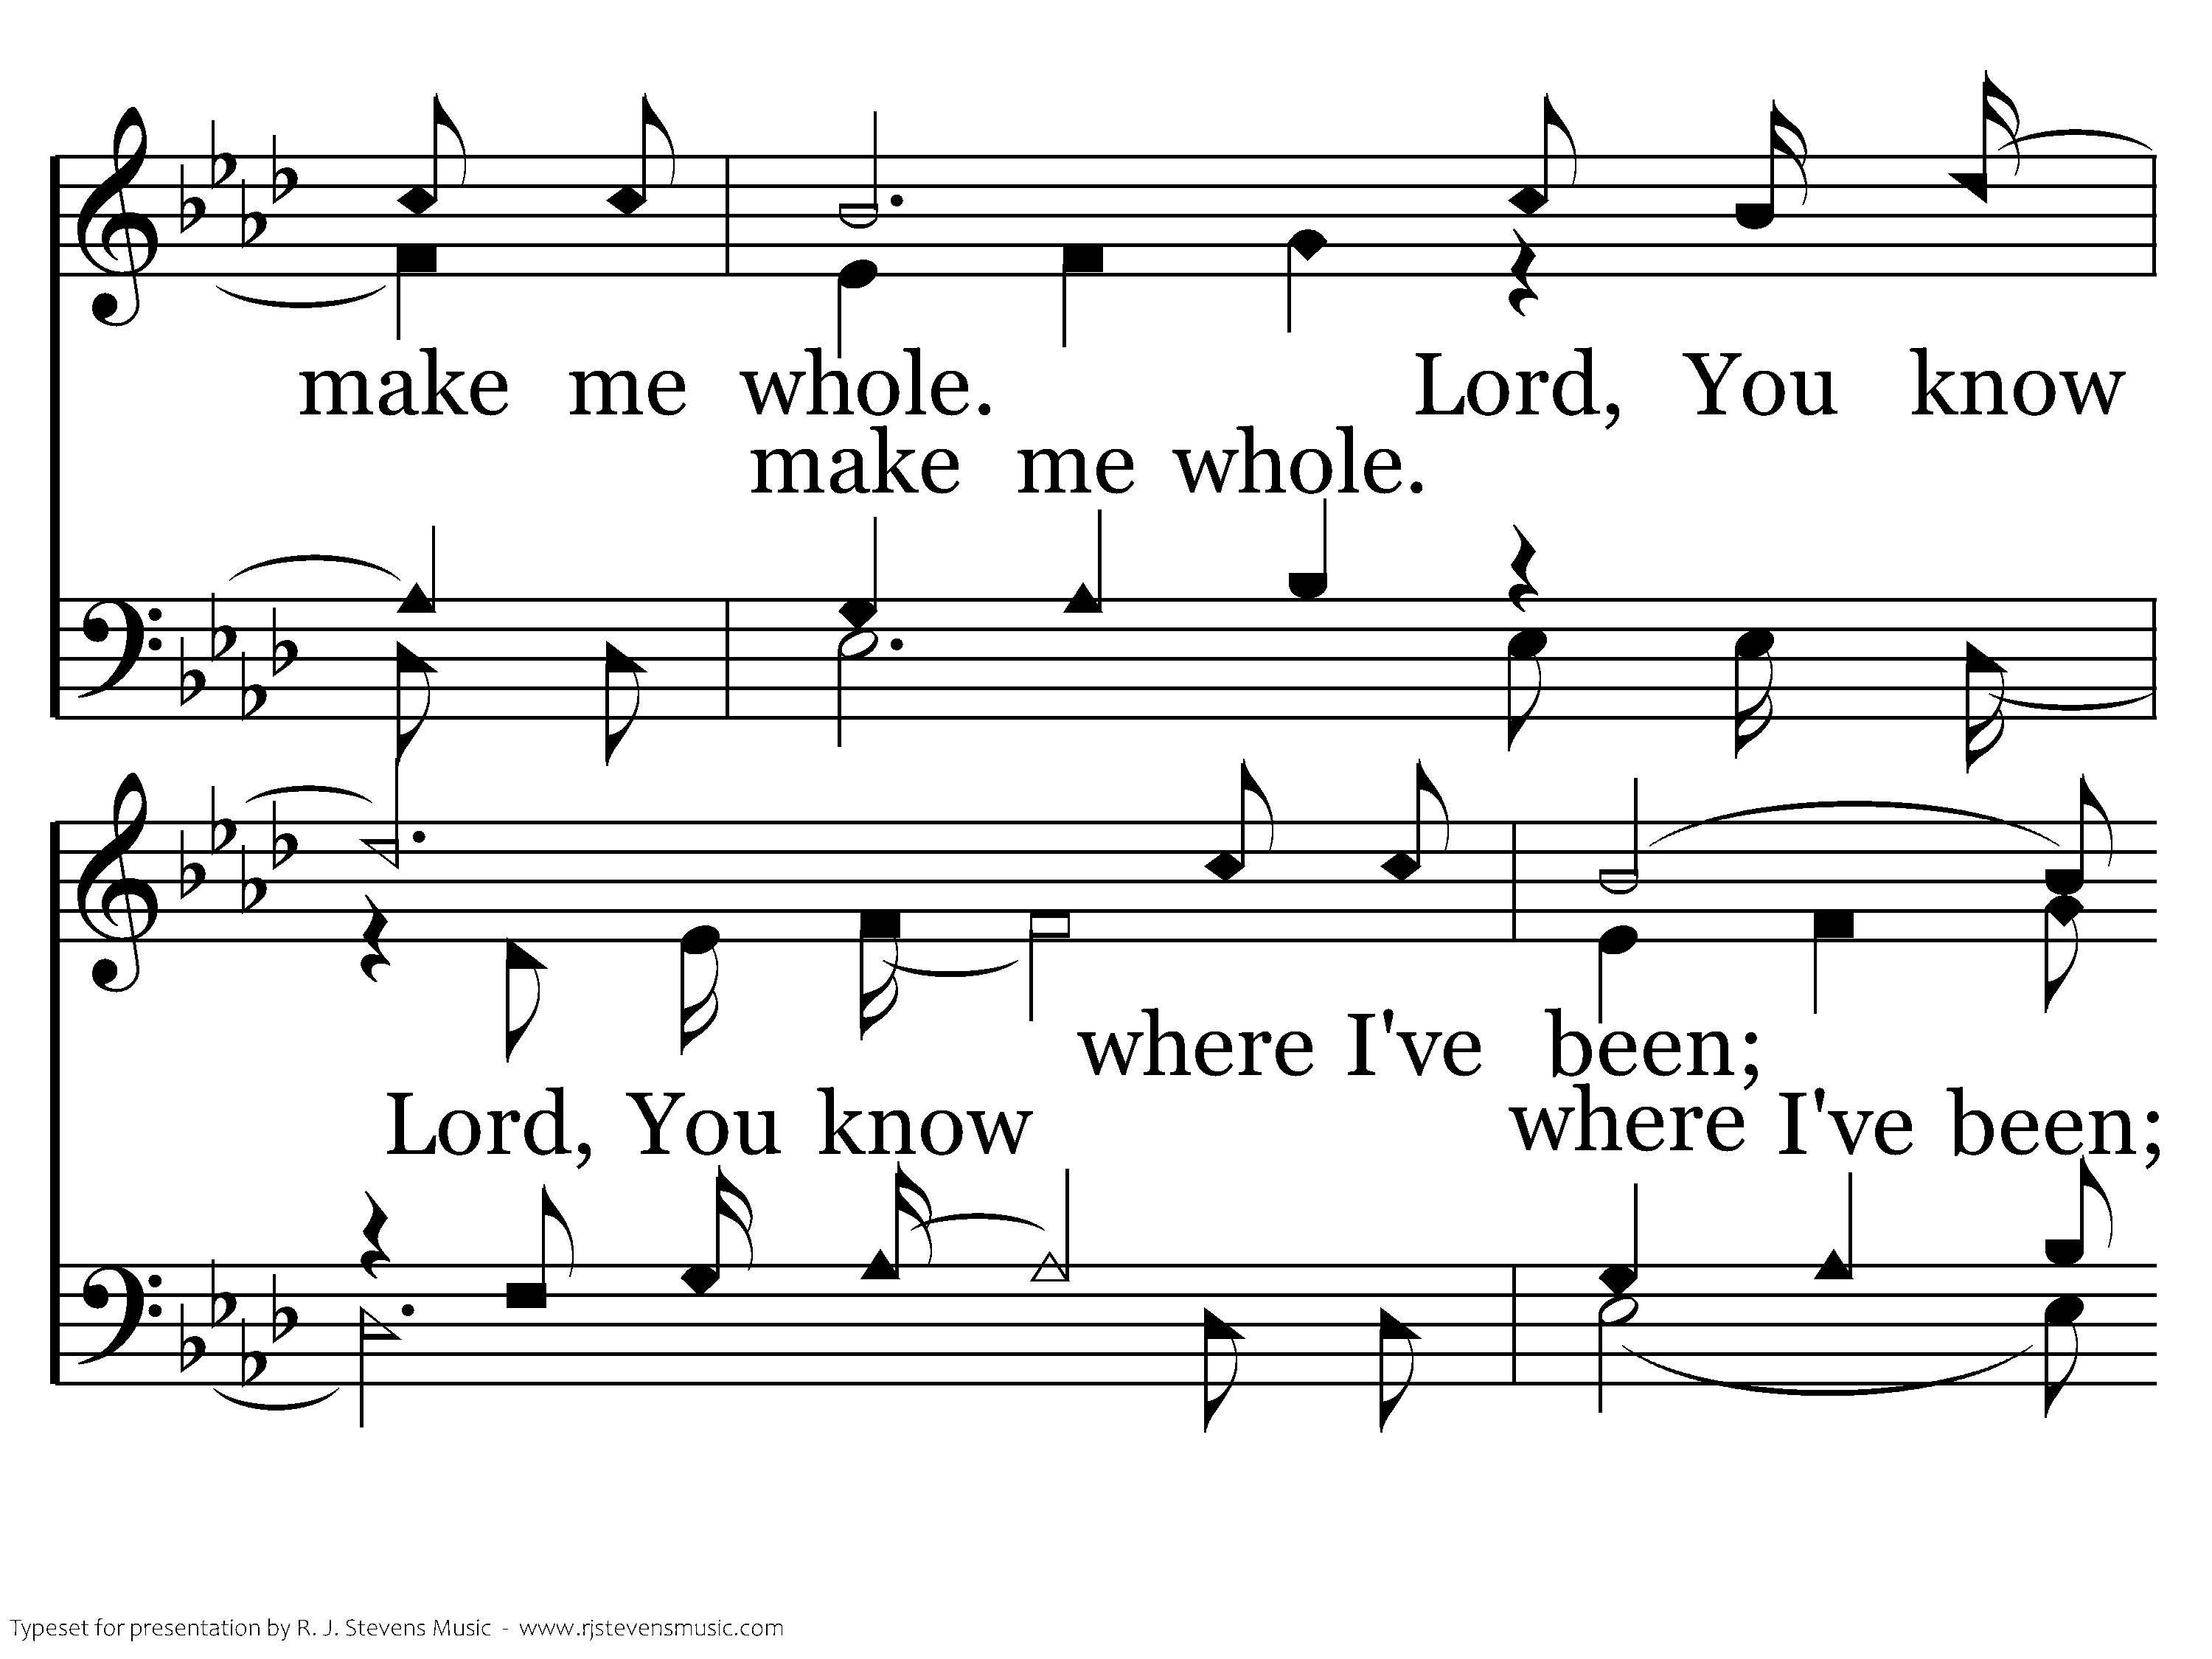 make me whole. Lord, You know
make me whole.
where I've been;
Lord, You know where I've been;
Typeset for presentation by R. J. Stevens Music - www.rjstevensmusic.com